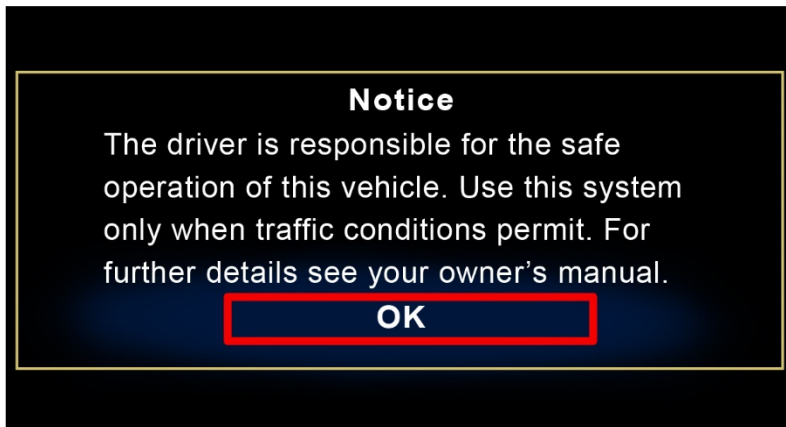 Notice
The driver is responsible for the safe
operation of this vehicle. Use this system
only when traffic conditions permit. For
further details see your owner’s manual.
OK